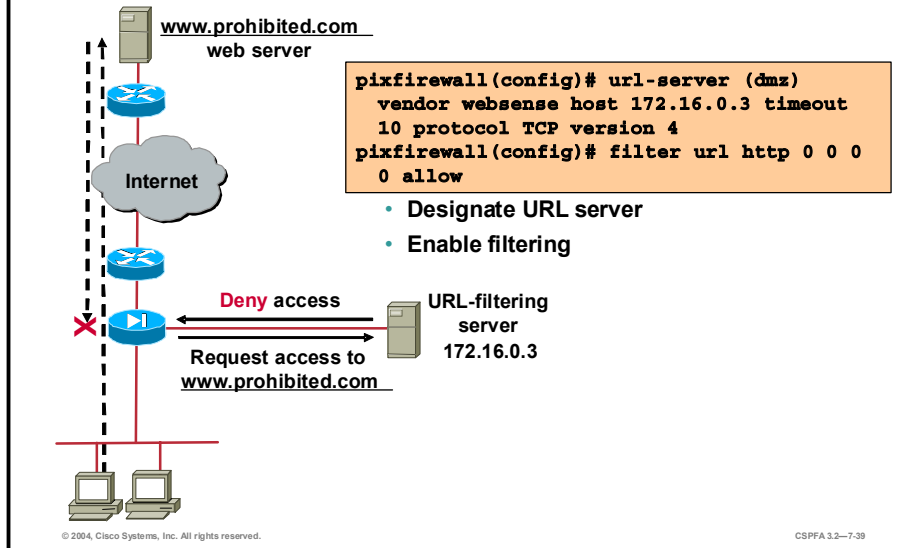 www.prohibited.com
web server
pixfirewall(config)# url-server (dmz)
vendor websense host 172.16.0.3 timeout
10 protocol TCP version 4
pixfirewall(config)# filter url http 0 0 0
0 allow
Internet
• Designate URL server
• Enable filtering
Deny access
URL-filtering
server
172.16.0.3
Request access to
www.prohibited.com
X
© 2004, Cisco Systems, Inc. All rights reserved.
CSPFA 3.2—7-39